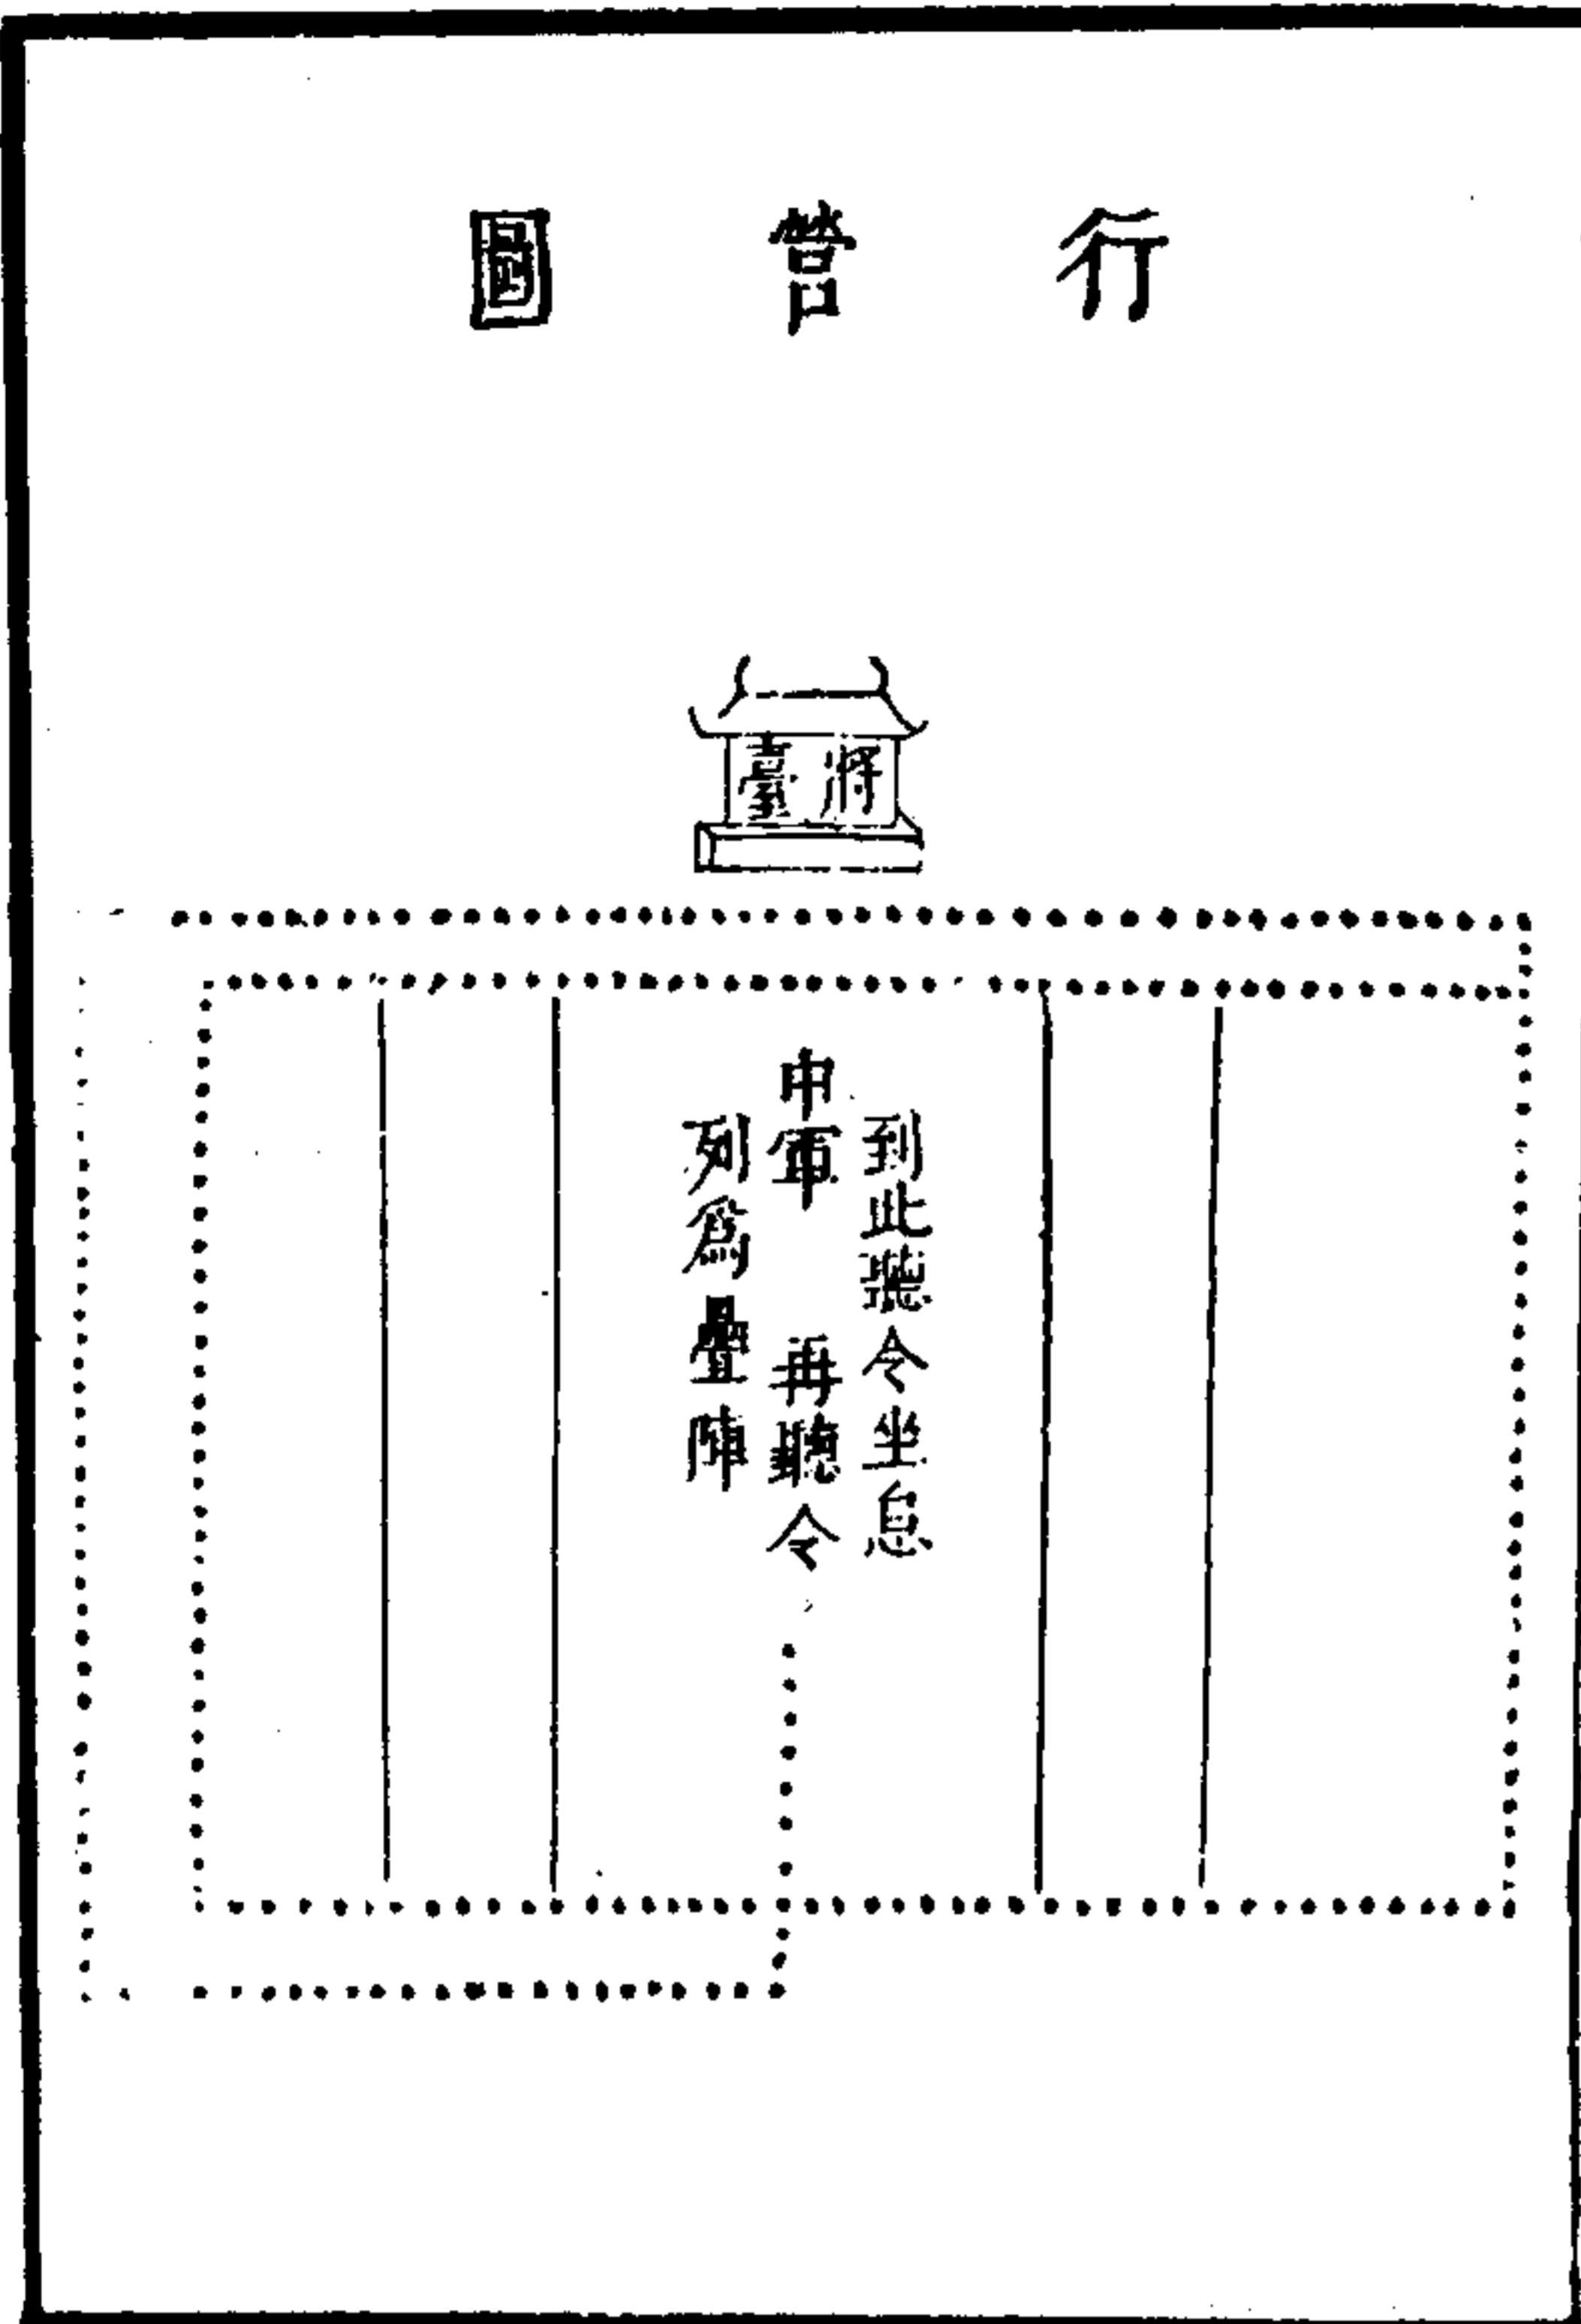 行營圖
將臺
到此聽令坐息
中軍 再聽令
列爲疊陣